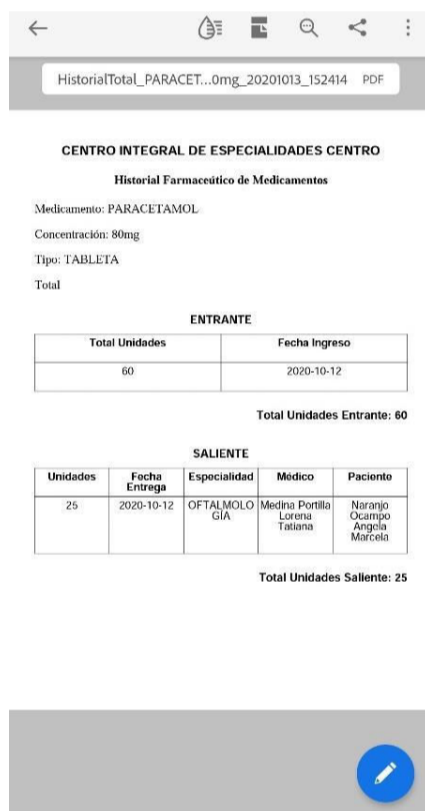 HistorialTotal_PARACET...0mg_20201013_152414 PDF
CENTRO INTEGRAL DE ESPECIALIDADES CENTRO
Historial Farmaceútico de Medicamentos
Medicamento: PARACETAMOL
Concentración: 80mg
Tipo: TABLETA
Total
ENTRANTE
Total Unidades Fecha Ingreso
60 2020-10-12
Total Unidades Entrante: 60
SALIENTE
Unidades Fecha Entrega Especialidad Médico Paciente
25 2020-10-12 OFTALMOLO Medina Portilla Naranjo
GÍA Lorena Ocampo
Tatiana Angela
Marcela
Total Unidades Saliente: 25